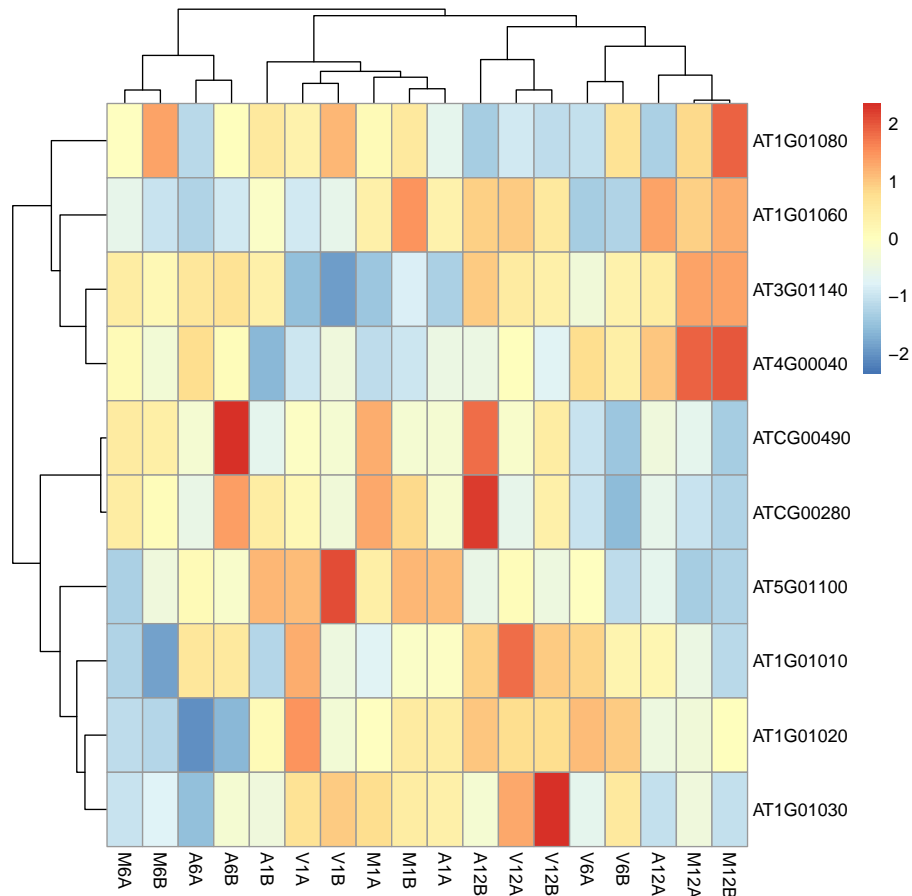 AT1G01080
AT1G01060
AT3G01140
AT4G00040
ATCG00490
ATCG00280
AT5G01100
AT1G01010
AT1G01020
AT1G01030
M6A
M6B
A6A
A6B
A1B
V1A
V1B
M1A
M1B
A1A
A12B
V12A
V12B
V6A
V6B
A12A
M12A
M12B
2
1
0
−1
−2